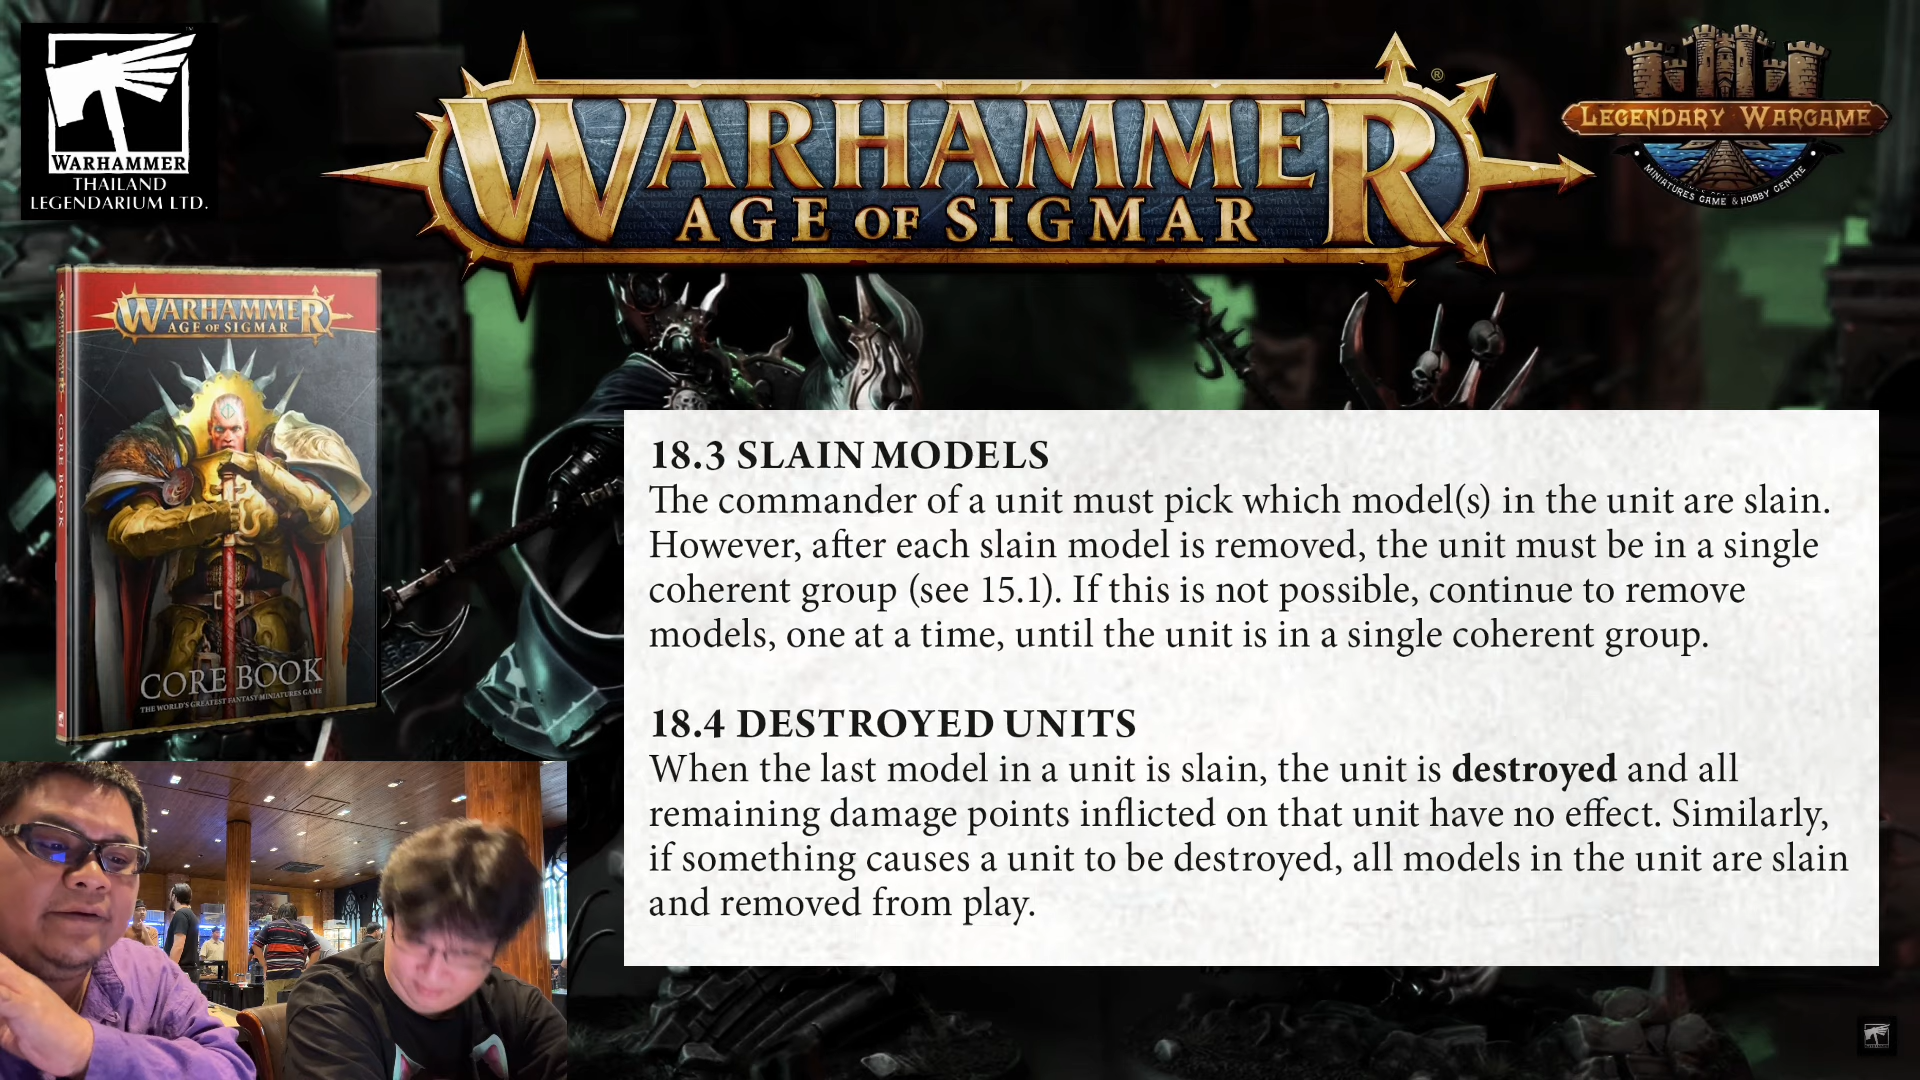 WARHAMMER
THAILAND
LEGENDARIUM LTD.
WARHAMMER
®
AGE OF SIGMAR
LEGENDARY WARGAME
MINIATURES GAME & HOBBY CENTRE
WARHAMMER
AGE OF SIGMAR
CORE BOOK
CORE BOOK
THE WORLD'S GREATEST FANTASY MINIATURES GAME
18.3 SLAIN MODELS
The commander of a unit must pick which model(s) in the unit are slain.
However, after each slain model is removed, the unit must be in a single
coherent group (see 15.1). If this is not possible, continue to remove
models, one at a time, until the unit is in a single coherent group.
18.4 DESTROYED UNITS
When the last model in a unit is slain, the unit is destroyed and all
remaining damage points inflicted on that unit have no effect. Similarly,
if something causes a unit to be destroyed, all models in the unit are slain
and removed from play.